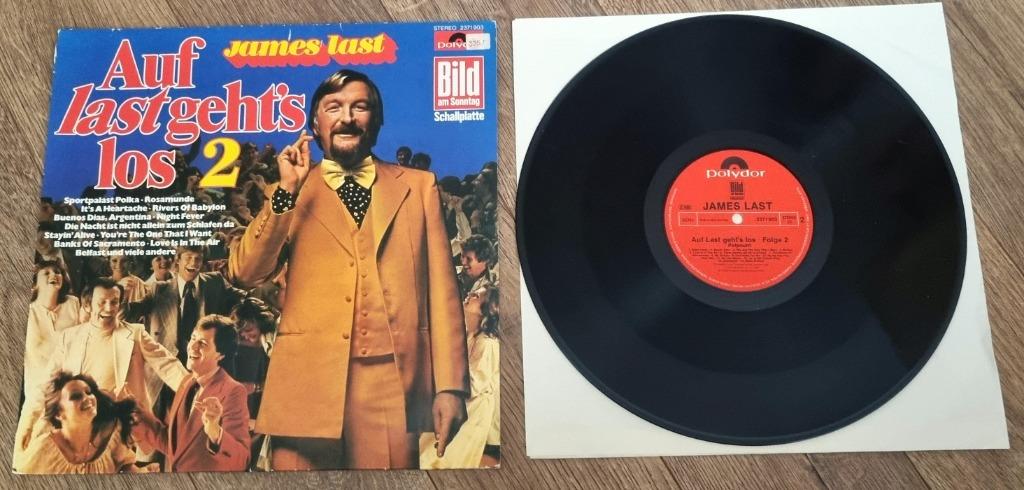 STEREO 2371 903
james last
Polydor
Auf
last geht's
los 2
Bild
am Sonntag
Schallplatte
Sportpalast Polka · Rosamunde
It's A Heartache · Rivers Of Babylon
Buenos Dias, Argentina · Night Fever
Die Nacht ist nicht allein zum Schlafen da
Stayin' Alive · You're The One That I Want
Banks Of Sacramento · Love Is In The Air
Belfast und viele andere
polydor
Bild
JAMES LAST
2371 903
STEREO
2
Auf Last geht's los · Folge 2
(Potpourri)